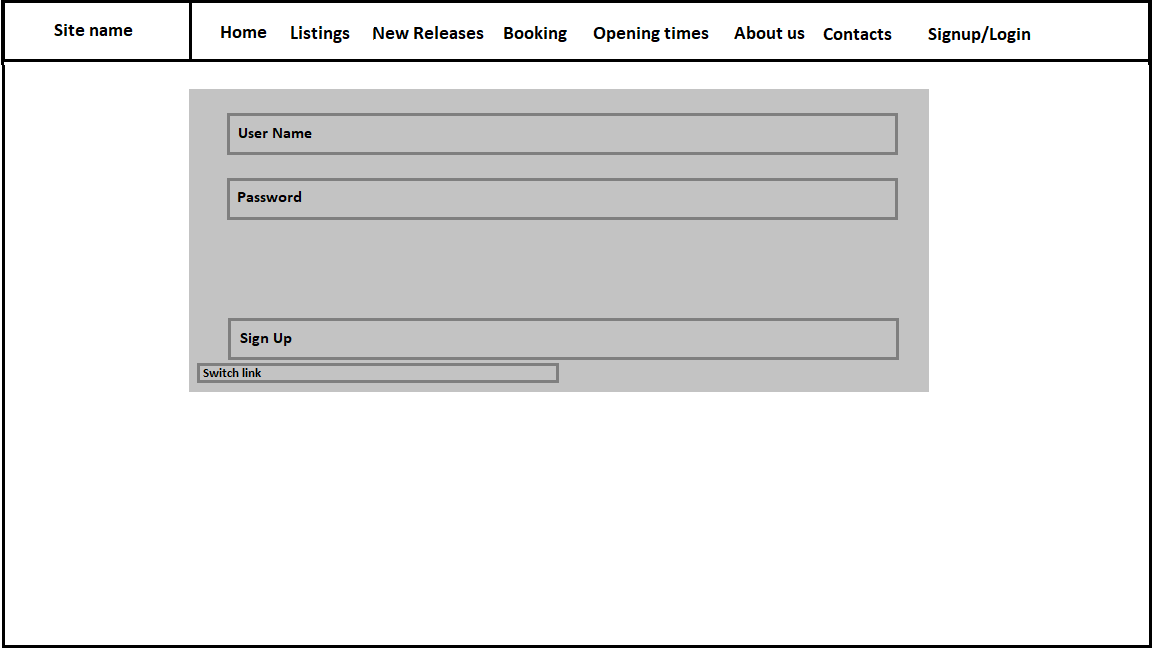 Site name Home Listings New Releases Booking Opening times About us Contacts Signup/Login
User Name
Password
Sign Up
Switch link